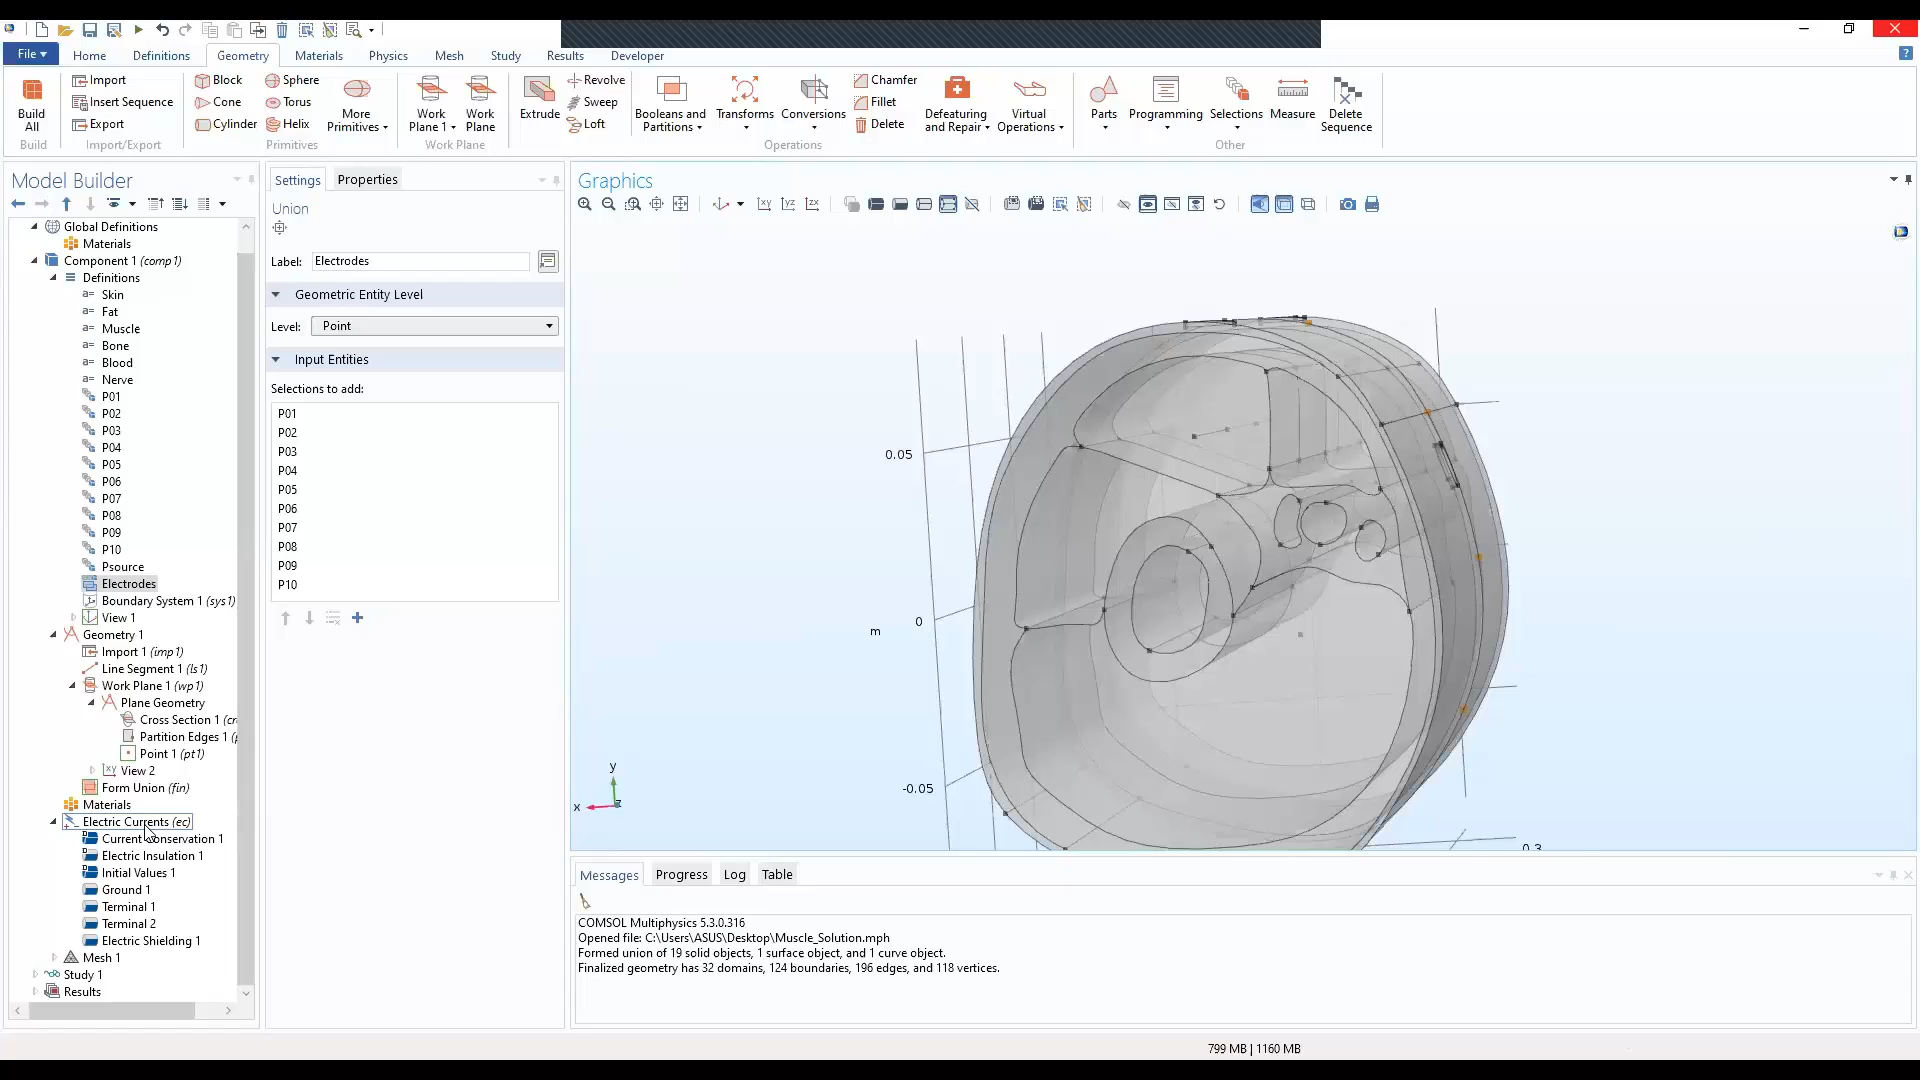 File
Home
Definitions
Geometry
Materials
Physics
Mesh
Study
Results
Developer
Build All
Import
Insert Sequence
Export
Block
Cone
Cylinder
Sphere
Torus
Helix
More Primitives
Work Plane 1
Work Plane
Extrude
Revolve
Sweep
Loft
Booleans and Partitions
Transforms
Conversions
Chamfer
Fillet
Delete
Defeaturing and Repair
Virtual Operations
Parts
Programming
Selections
Measure
Delete Sequence
Build
Import/Export
Primitives
Work Plane
Operations
Other
Model Builder
Global Definitions
Materials
Component 1 (comp1)
Definitions
a= Skin
a= Fat
a= Muscle
a= Bone
a= Blood
a= Nerve
P01
P02
P03
P04
P05
P06
P07
P08
P09
P10
Psource
Electrodes
Boundary System 1 (sys1)
View 1
Geometry 1
Import 1 (imp1)
Line Segment 1 (ls1)
Work Plane 1 (wp1)
Plane Geometry
Cross Section 1 (cr
Partition Edges 1 (p
Point 1 (pt1)
View 2
Form Union (fin)
Materials
Electric Currents (ec)
Current Conservation 1
Electric Insulation 1
Initial Values 1
Ground 1
Terminal 1
Terminal 2
Electric Shielding 1
Mesh 1
Study 1
Results
Settings
Properties
Union
Label: Electrodes
Geometric Entity Level
Level: Point
Input Entities
Selections to add:
P01
P02
P03
P04
P05
P06
P07
P08
P09
P10
Graphics
xy
yz
zx
0.05
0
m
-0.05
0.3
y
x
z
Messages
Progress
Log
Table
COMSOL Multiphysics 5.3.0.316
Opened file: C:\Users\ASUS\Desktop\Muscle_Solution.mph
Formed union of 19 solid objects, 1 surface object, and 1 curve object.
Finalized geometry has 32 domains, 124 boundaries, 196 edges, and 118 vertices.
799 MB | 1160 MB